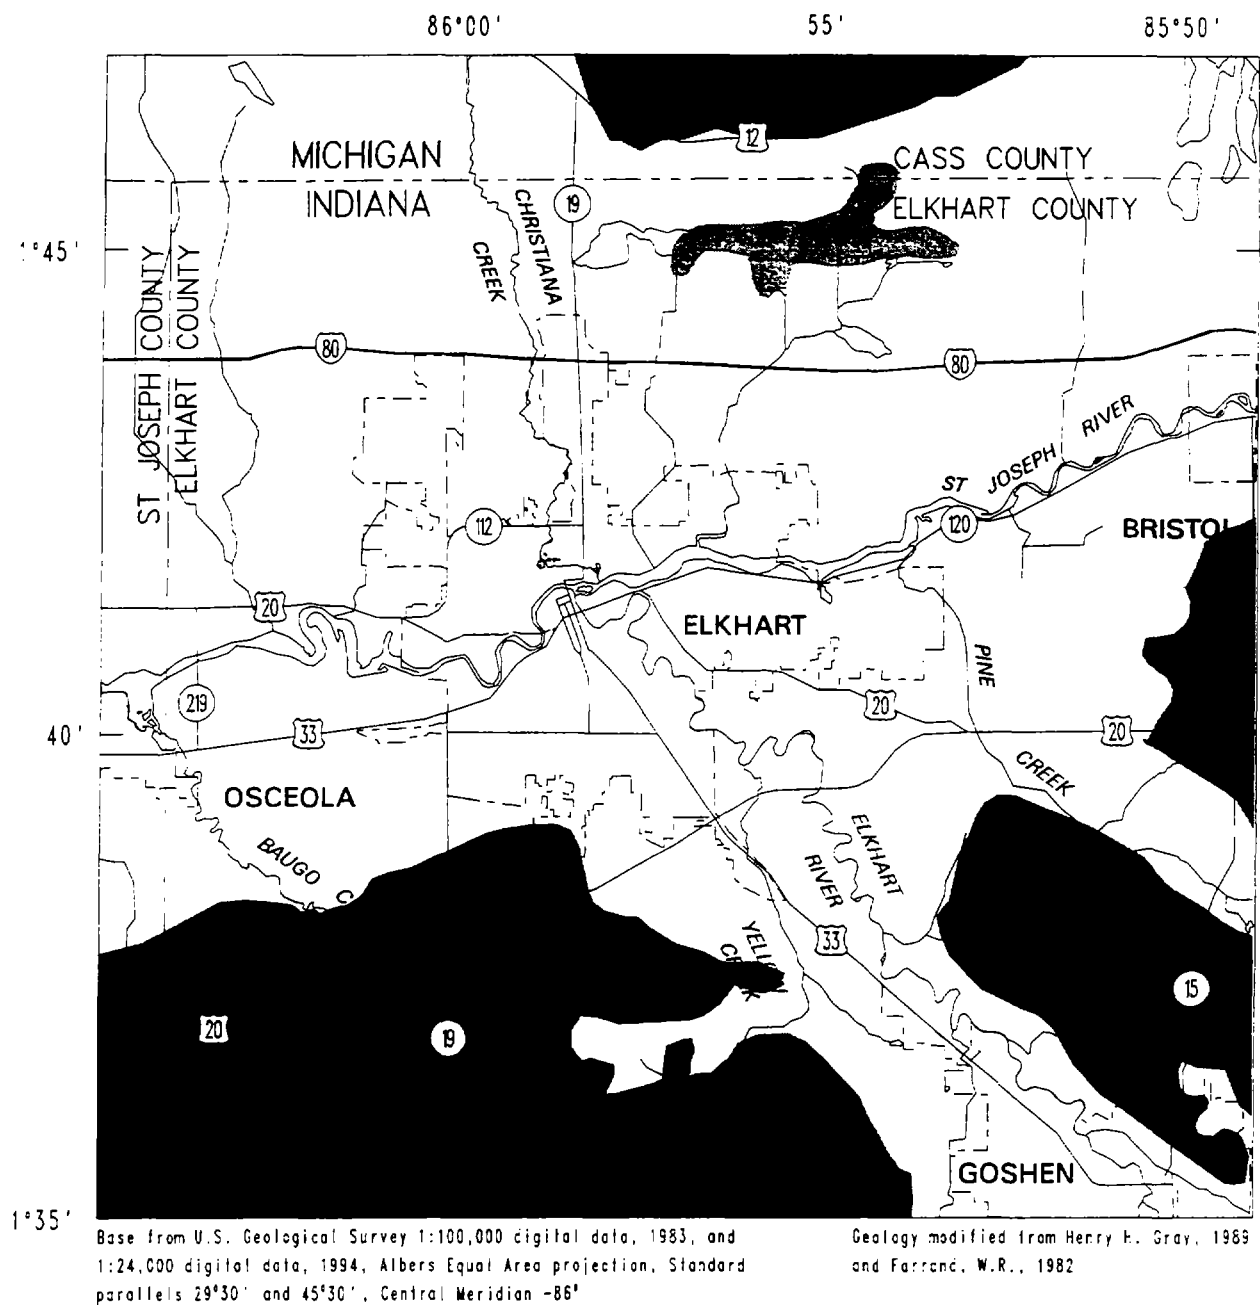 86°00'
55'
85°50'
12
MICHIGAN
INDIANA
CASS COUNTY
ELKHART COUNTY
19
CHRISTIANA
CREEK
1°45'
ST JOSEPH COUNTY
ELKHART COUNTY
80
80
ST JOSEPH RIVER
112
120
BRISTOL
20
ELKHART
PINE
CREEK
219
20
33
20
40'
OSCEOLA
BAUGO C
ELKHART
RIVER
YELL
CREEK
33
15
20
19
GOSHEN
1°35'
Base from U.S. Geological Survey 1:100,000 digital data, 1983, and
1:24,000 digital data, 1994, Albers Equal Area projection, Standard
parallels 29°30' and 45°30', Central Meridian -86°
Geology modified from Henry H. Gray, 1989
and Farrand, W.R., 1982